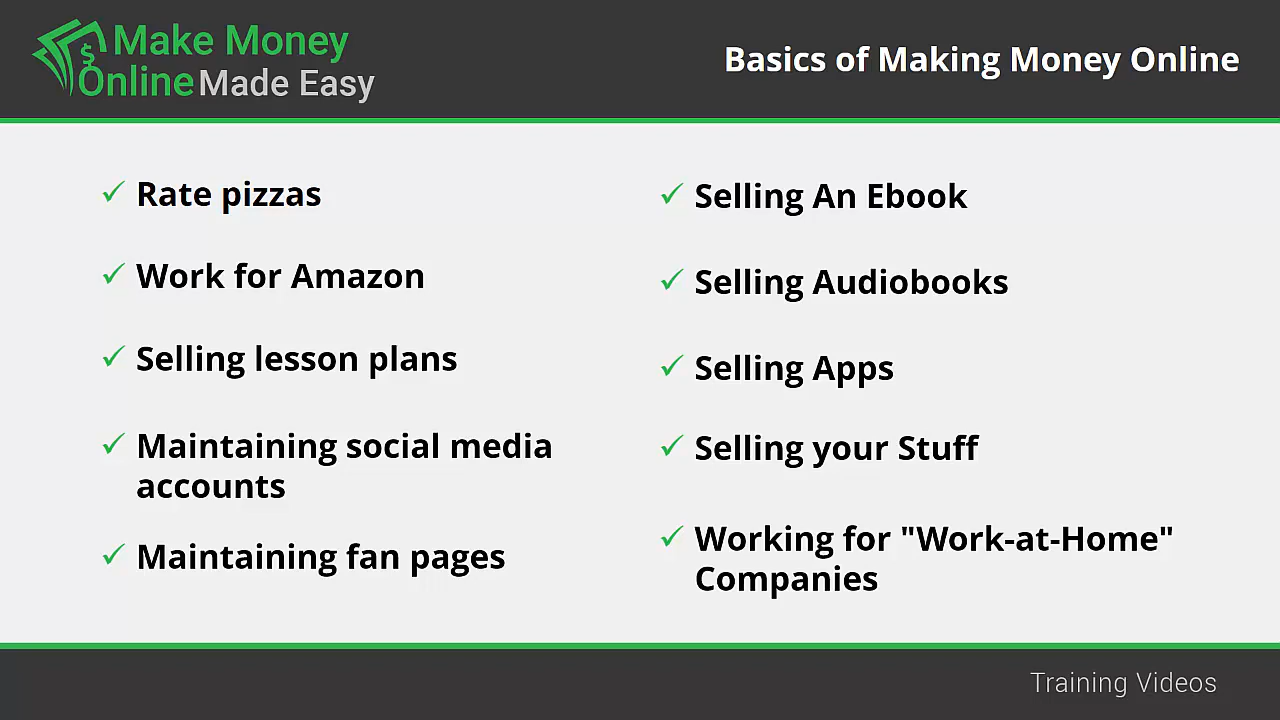 Make Money
Online Made Easy
Basics of Making Money Online
Rate pizzas
Work for Amazon
Selling lesson plans
Maintaining social media
accounts
Maintaining fan pages
Selling An Ebook
Selling Audiobooks
Selling Apps
Selling your Stuff
Working for "Work-at-Home"
Companies
Training Videos